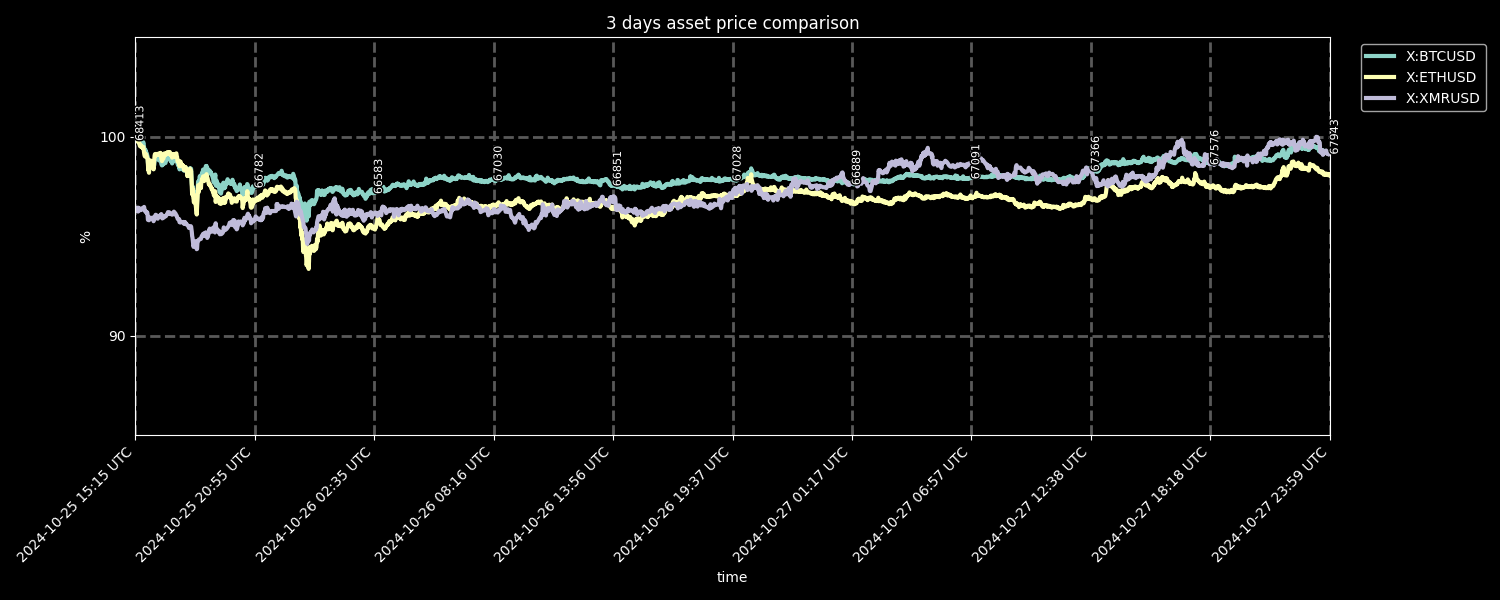 3 days asset price comparison
X:BTCUSD
X:ETHUSD
X:XMRUSD
100
90
%
68413
66782
66583
67030
66851
67028
66889
67091
67366
67576
67943
2024-10-25 15:15 UTC
2024-10-25 20:55 UTC
2024-10-26 02:35 UTC
2024-10-26 08:16 UTC
2024-10-26 13:56 UTC
2024-10-26 19:37 UTC
2024-10-27 01:17 UTC
2024-10-27 06:57 UTC
2024-10-27 12:38 UTC
2024-10-27 18:18 UTC
2024-10-27 23:59 UTC
time